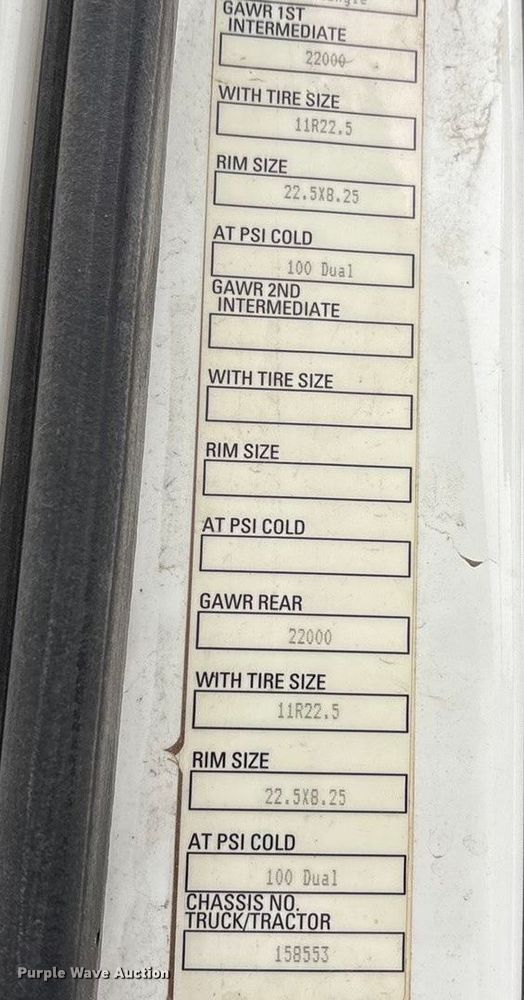 GAWR 1ST
INTERMEDIATE
22000
WITH TIRE SIZE
11R22.5
RIM SIZE
22.5X8.25
AT PSI COLD
100 Dual
GAWR 2ND
INTERMEDIATE
WITH TIRE SIZE
RIM SIZE
AT PSI COLD
GAWR REAR
22000
WITH TIRE SIZE
11R22.5
RIM SIZE
22.5X8.25
AT PSI COLD
100 Dual
CHASSIS NO.
TRUCK/TRACTOR
158553
Purple Wave Auction